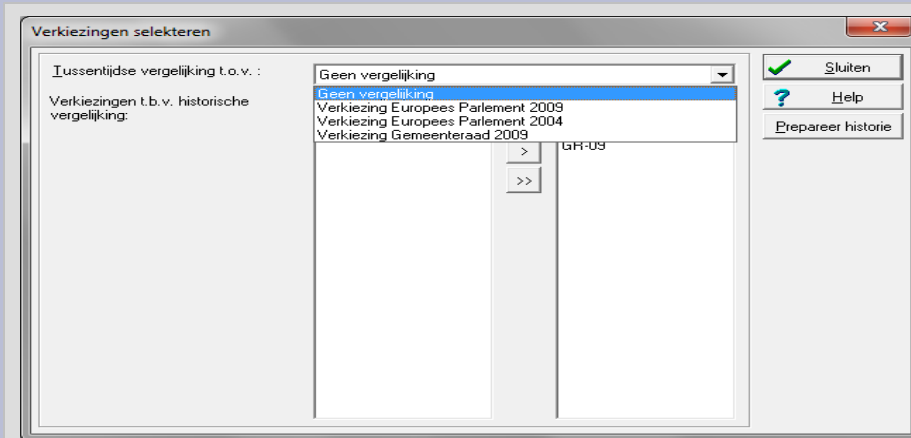 Verkiezingen selekteren
Tussentijdse vergelijking t.o.v. :
Geen vergelijking
Geen vergelijking
Verkiezing Europees Parlement 2009
Verkiezing Europees Parlement 2004
Verkiezing Gemeenteraad 2009
Verkiezingen t.b.v. historische
vergelijking:
>
GR-09
>>
Sluiten
? Help
Prepareer historie